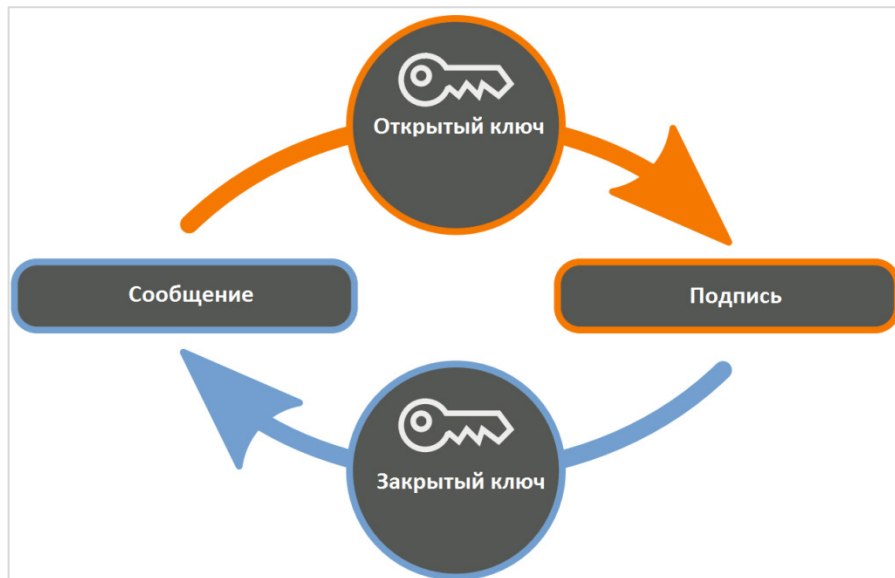 Открытый ключ
Сообщение
Подпись
Закрытый ключ